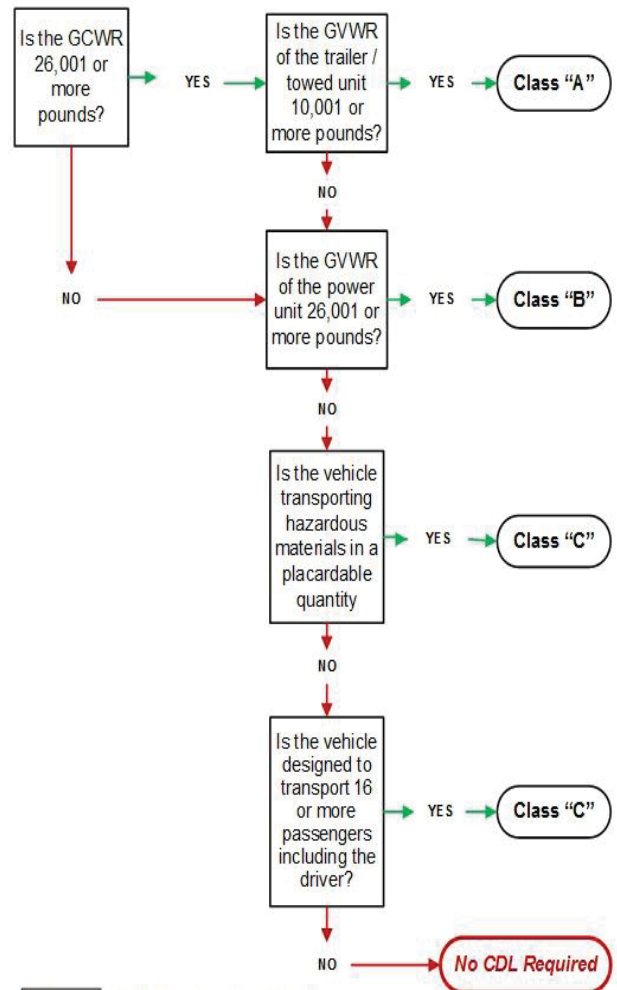 Is the GCWR
26,001 or
more
pounds?
YES
Is the GVWR
of the trailer /
towed unit
10,001 or
more pounds?
YES
Class “A”
NO
NO
Is the GVWR
of the power
unit 26,001 or
more pounds?
YES
Class “B”
NO
Is the vehicle
transporting
hazardous
materials in a
placardable
quantity
YES
Class “C”
NO
Is the vehicle
designed to
transport 16
or more
passengers
including the
driver?
YES
Class “C”
NO
No CDL Required